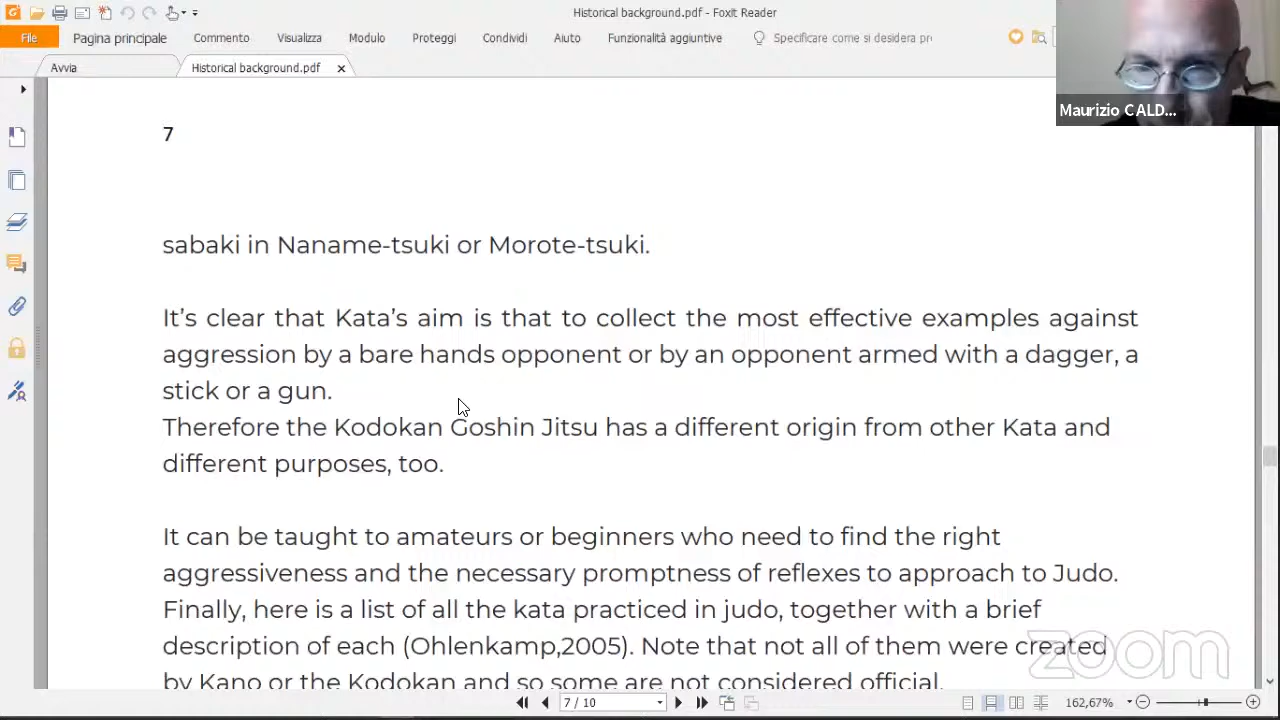 Historical background.pdf - Foxit Reader
File Pagina principale Commento Visualizza Modulo Proteggi Condividi Aiuto Funzionalità aggiuntive Specificare come si desidera pro
Avvia Historical background.pdf
Maurizio CALD...
7
sabaki in Naname-tsuki or Morote-tsuki.
It’s clear that Kata’s aim is that to collect the most effective examples against
aggression by a bare hands opponent or by an opponent armed with a dagger, a
stick or a gun.
Therefore the Kodokan Goshin Jitsu has a different origin from other Kata and
different purposes, too.
It can be taught to amateurs or beginners who need to find the right
aggressiveness and the necessary promptness of reflexes to approach to Judo.
Finally, here is a list of all the kata practiced in judo, together with a brief
description of each (Ohlenkamp,2005). Note that not all of them were created
by Kano or the Kodokan and so some are not considered official.
zoom
7 / 10 162,67%